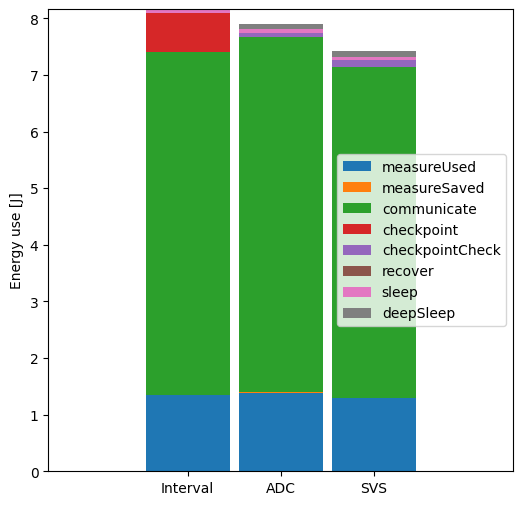 8
7
6
5
4
3
2
1
0
Energy use [J]
measureUsed
measureSaved
communicate
checkpoint
checkpointCheck
recover
sleep
deepSleep
Interval ADC SVS